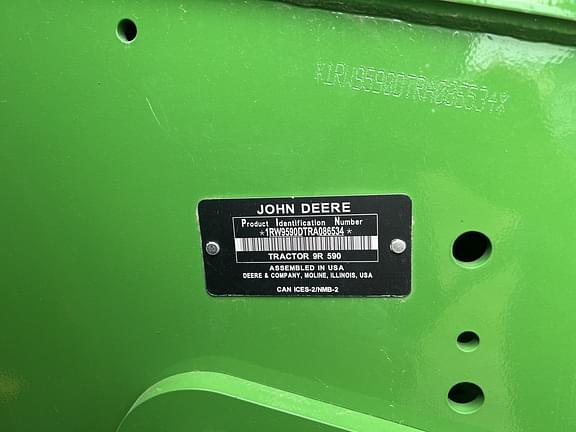 *1RW9590DTRA086534*
JOHN DEERE
Product Identification Number
*1RW9590DTRA086534*
TRACTOR 9R 590
ASSEMBLED IN USA
DEERE & COMPANY, MOLINE, ILLINOIS, USA
CAN ICES-2/NMB-2